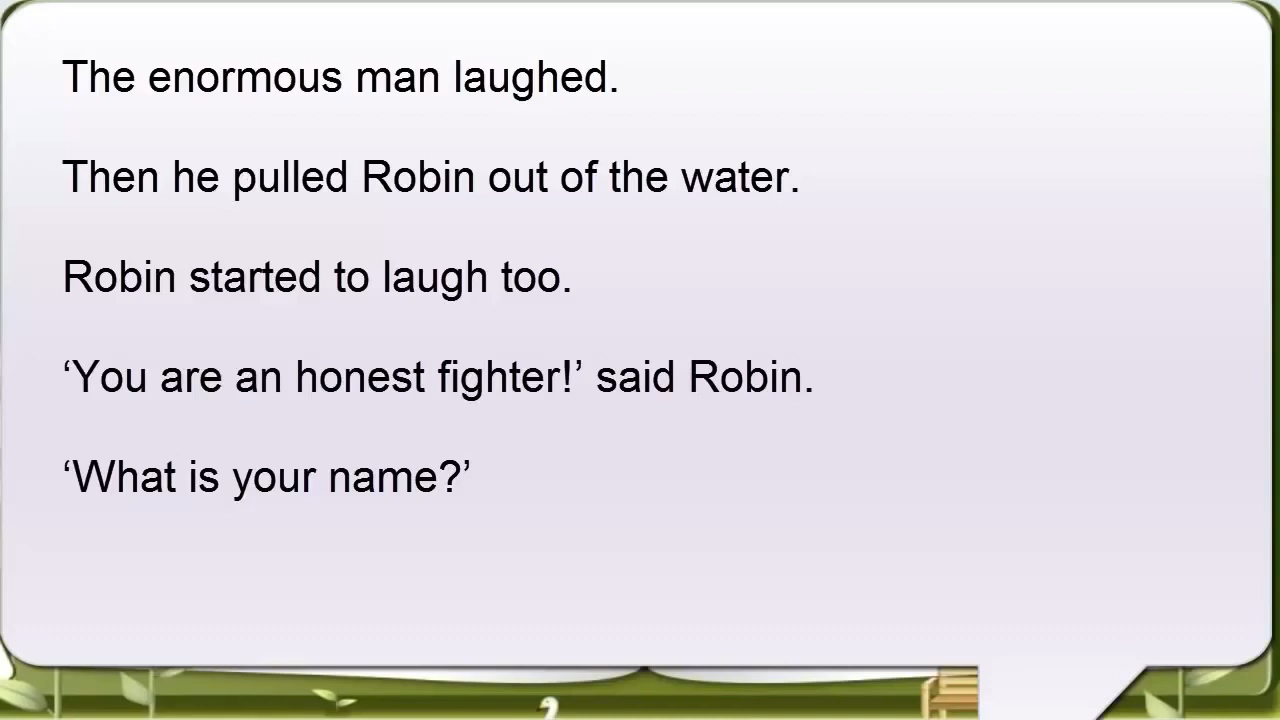 The enormous man laughed.
Then he pulled Robin out of the water.
Robin started to laugh too.
‘You are an honest fighter!’ said Robin.
‘What is your name?’